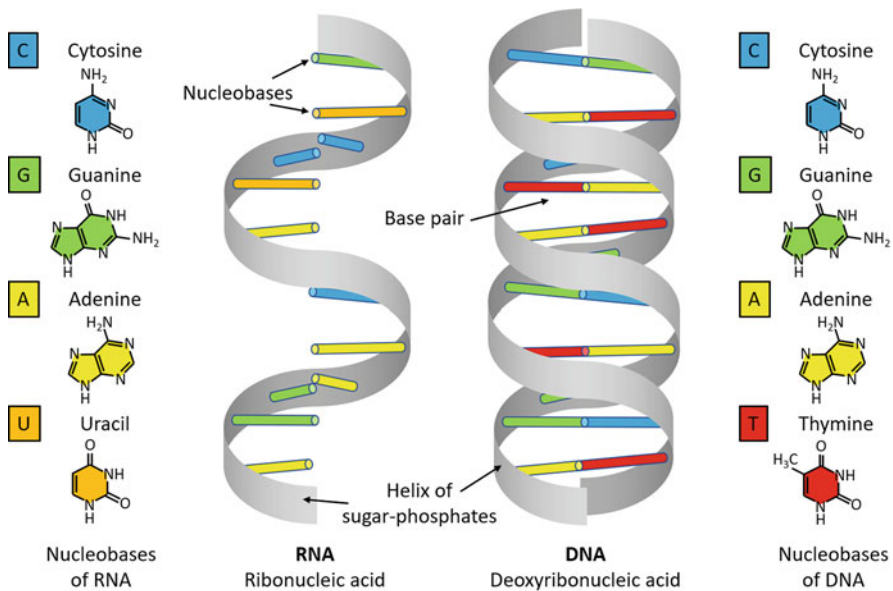 C Cytosine
NH2
N
N
H
O
G Guanine
O
N
NH
N
H
N
NH2
A Adenine
H2N
N
N
N
H
N
U Uracil
O
NH
N
H
O
Nucleobases
of RNA
Nucleobases
Base pair
Helix of
sugar-phosphates
RNA
Ribonucleic acid
DNA
Deoxyribonucleic acid
C Cytosine
NH2
N
N
H
O
G Guanine
O
N
NH
N
H
N
NH2
A Adenine
H2N
N
N
N
H
N
T Thymine
O
H3C
NH
N
H
O
Nucleobases
of DNA